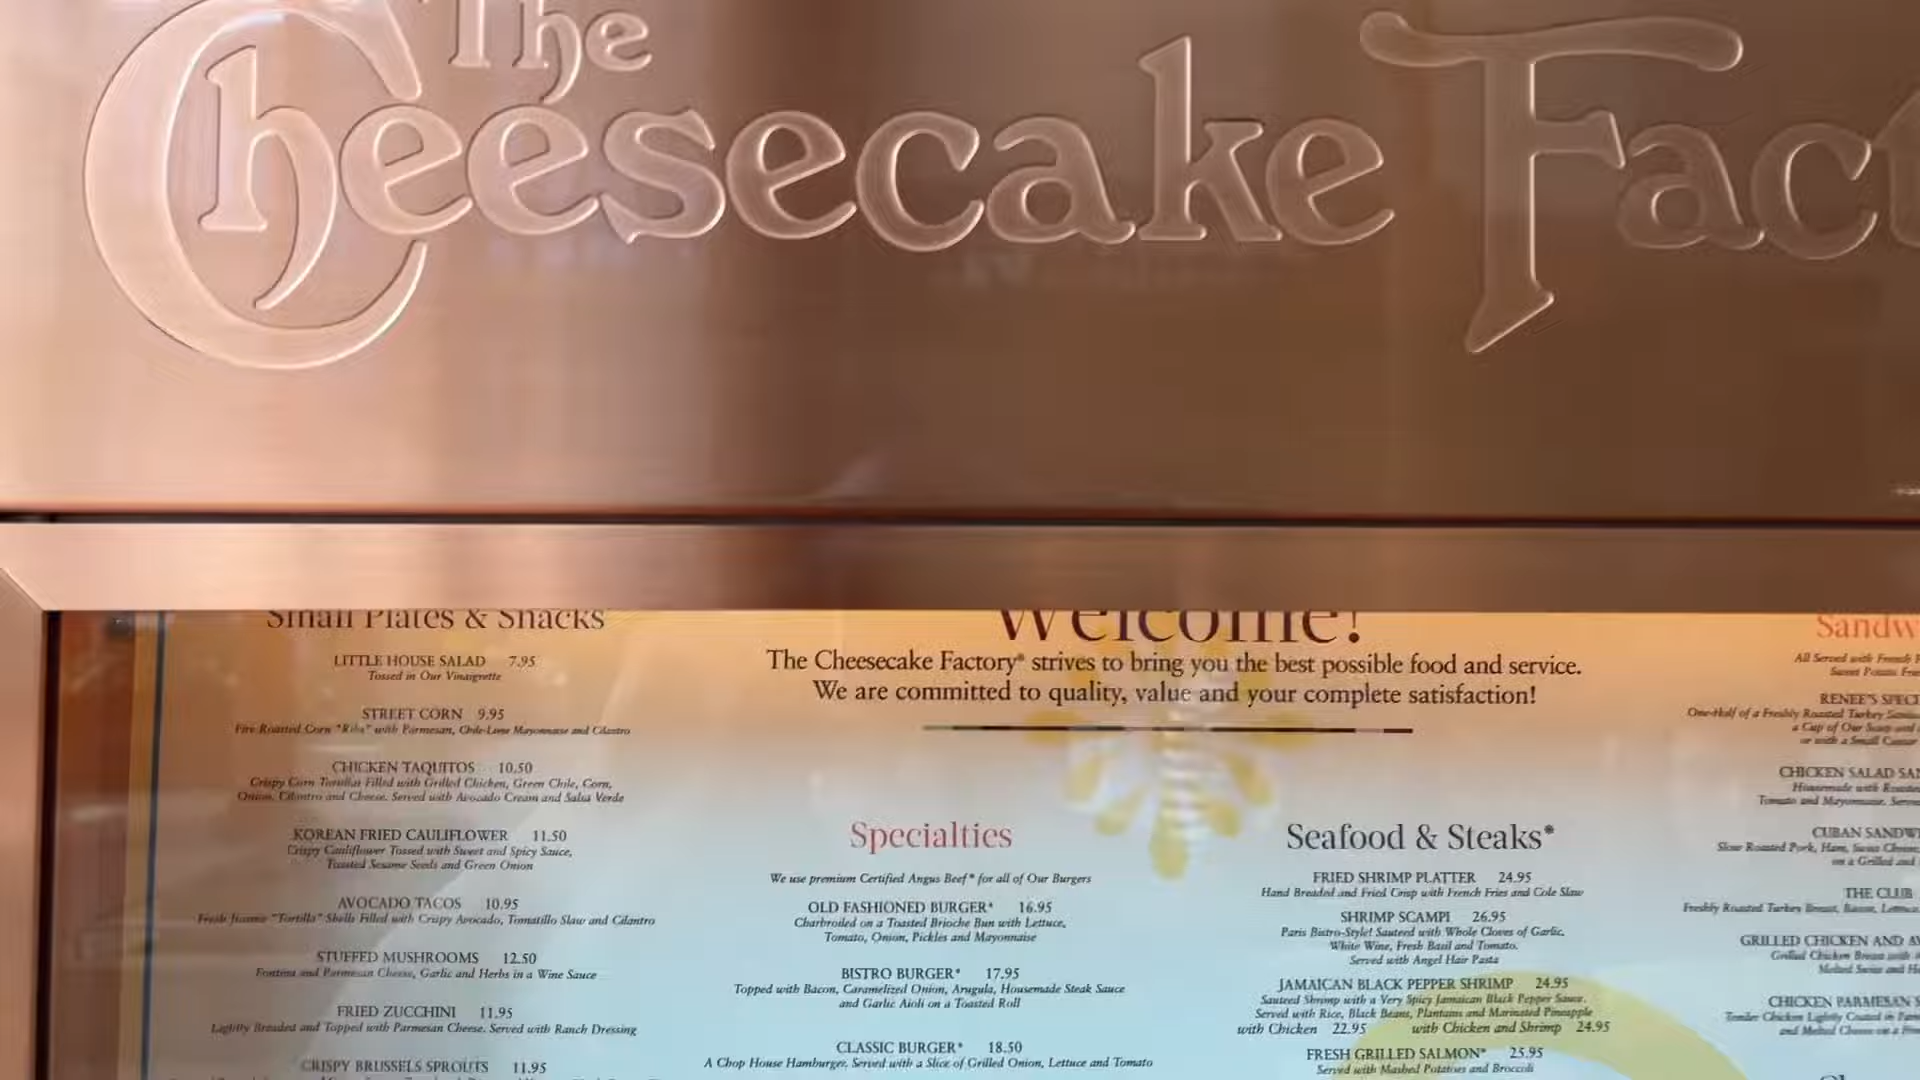 The
Cheesecake Fact
Small Plates & Snacks
LITTLE HOUSE SALAD 7.95
Tossed in Our Vinaigrette
STREET CORN 9.95
Fire Roasted Corn "Ribs" with Parmesan, Chile-Lime Mayonnaise and Cilantro
CHICKEN TAQUITOS 10.50
Crispy Corn Tortillas Filled with Grilled Chicken, Green Chile, Corn,
Onion, Cilantro and Cheese. Served with Avocado Cream and Salsa Verde
KOREAN FRIED CAULIFLOWER 11.50
Crispy Cauliflower Tossed with Sweet and Spicy Sauce,
Toasted Sesame Seeds and Green Onion
AVOCADO TACOS 10.95
Fresh Jicama "Tortilla" Shells Filled with Crispy Avocado, Tomatillo Slaw and Cilantro
STUFFED MUSHROOMS 12.50
Fontina and Parmesan Cheese, Garlic and Herbs in a Wine Sauce
FRIED ZUCCHINI 11.95
Lightly Breaded and Topped with Parmesan Cheese. Served with Ranch Dressing
CRISPY BRUSSELS SPROUTS 11.95
Welcome!
The Cheesecake Factory® strives to bring you the best possible food and service.
We are committed to quality, value and your complete satisfaction!
Specialties
We use premium Certified Angus Beef® for all of Our Burgers
OLD FASHIONED BURGER* 16.95
Charbroiled on a Toasted Brioche Bun with Lettuce,
Tomato, Onion, Pickles and Mayonnaise
BISTRO BURGER* 17.95
Topped with Bacon, Caramelized Onion, Arugula, Housemade Steak Sauce
and Garlic Aioli on a Toasted Roll
CLASSIC BURGER* 18.50
A Chop House Hamburger. Served with a Slice of Grilled Onion, Lettuce and Tomato
Seafood & Steaks*
FRIED SHRIMP PLATTER 24.95
Hand Breaded and Fried Crisp with French Fries and Cole Slaw
SHRIMP SCAMPI 26.95
Paris Bistro-Style! Sauteed with Whole Cloves of Garlic,
White Wine, Fresh Basil and Tomato.
Served with Angel Hair Pasta
JAMAICAN BLACK PEPPER SHRIMP 24.95
Sauteed Shrimp with a Very Spicy Jamaican Black Pepper Sauce.
Served with Rice, Black Beans, Plantains and Marinated Pineapple
with Chicken 22.95 with Chicken and Shrimp 24.95
FRESH GRILLED SALMON* 25.95
Served with Mashed Potatoes and Broccoli
Sandw
All Served with French
Sweet Potato
RENEE'S SPECI
One-Half of a Freshly Roasted Turkey
a Cup of Our Soup and
or with a Small Caesar
CHICKEN SALAD SAN
Homemade with Roasted
Tomato and Mayonnaise. Serve
CUBAN SANDW
Slow Roasted Pork, Ham, Swiss Cheese,
on a Grilled and
THE CLUB
Freshly Roasted Turkey Breast, Bacon, Lettuce
GRILLED CHICKEN AND
Grilled Chicken Breast with
Melted Swiss and
CHICKEN PARMESAN S
Tender Chicken Lightly Coated in
and Melted Cheese on a